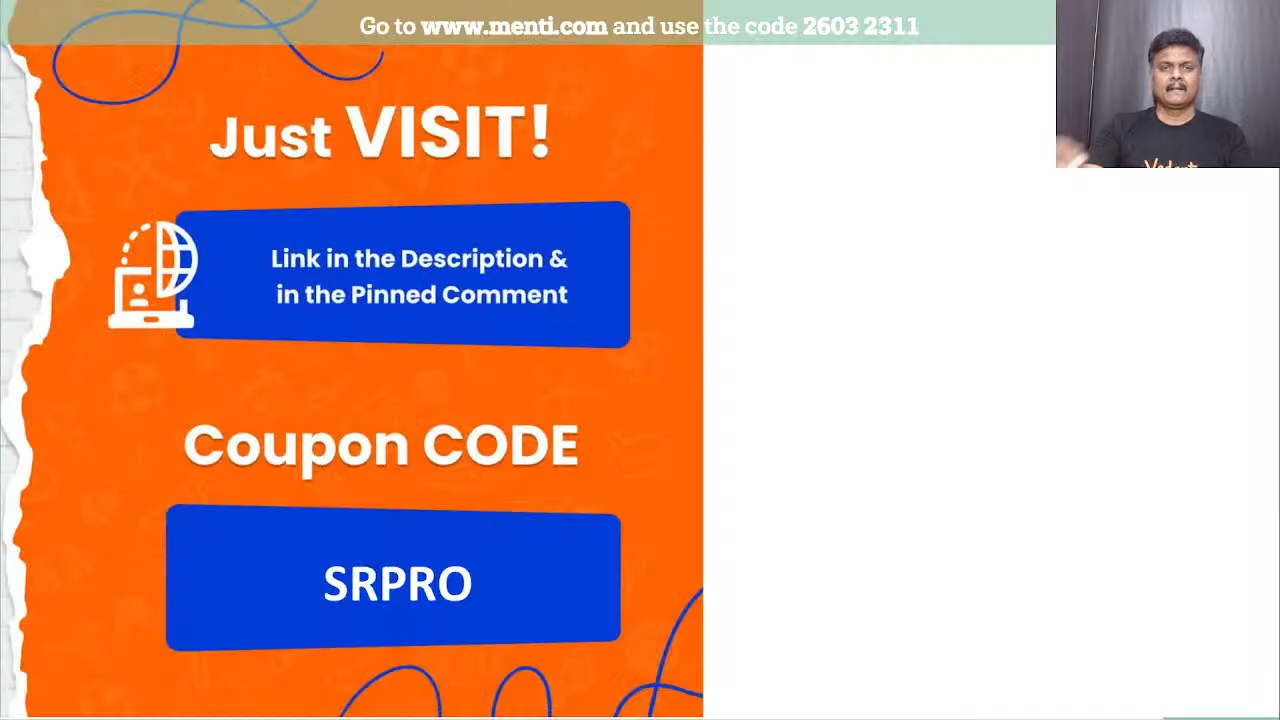 Go to www.menti.com and use the code 2603 2311
Just VISIT!
Link in the Description &
in the Pinned Comment
Coupon CODE
SRPRO